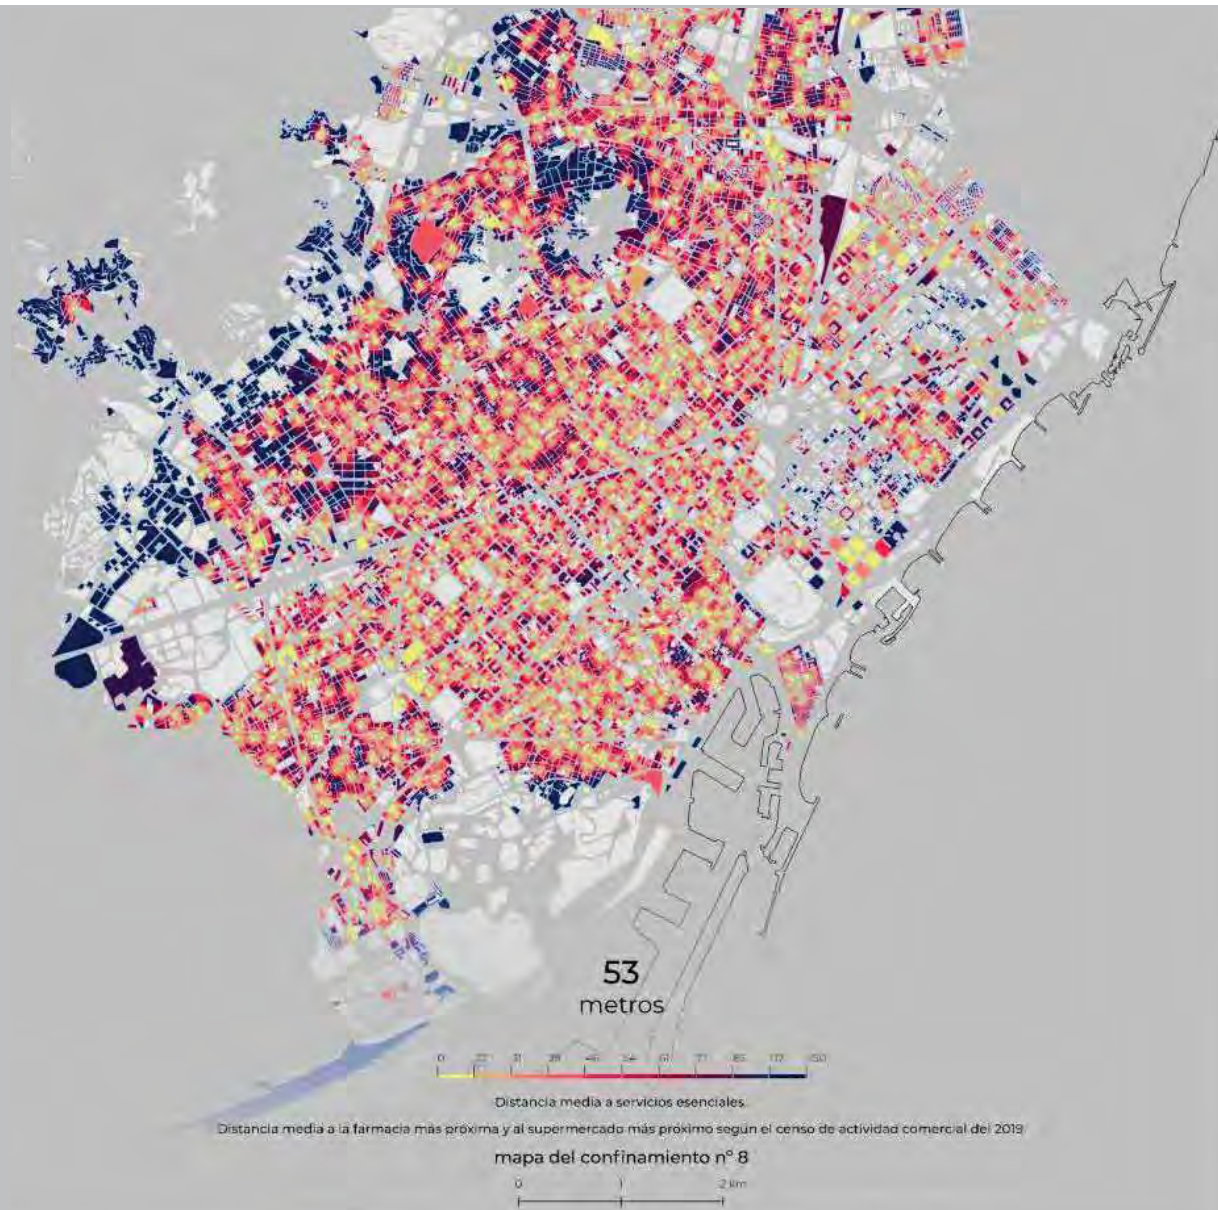 53
metros
0 22 31 39 46 54 61 71 85 112 150
Distancia media a servicios esenciales.
Distancia media a la farmacia más próxima y al supermercado más próximo según el censo de actividad comercial del 2019
mapa del confinamiento nº 8
0 1 2 km